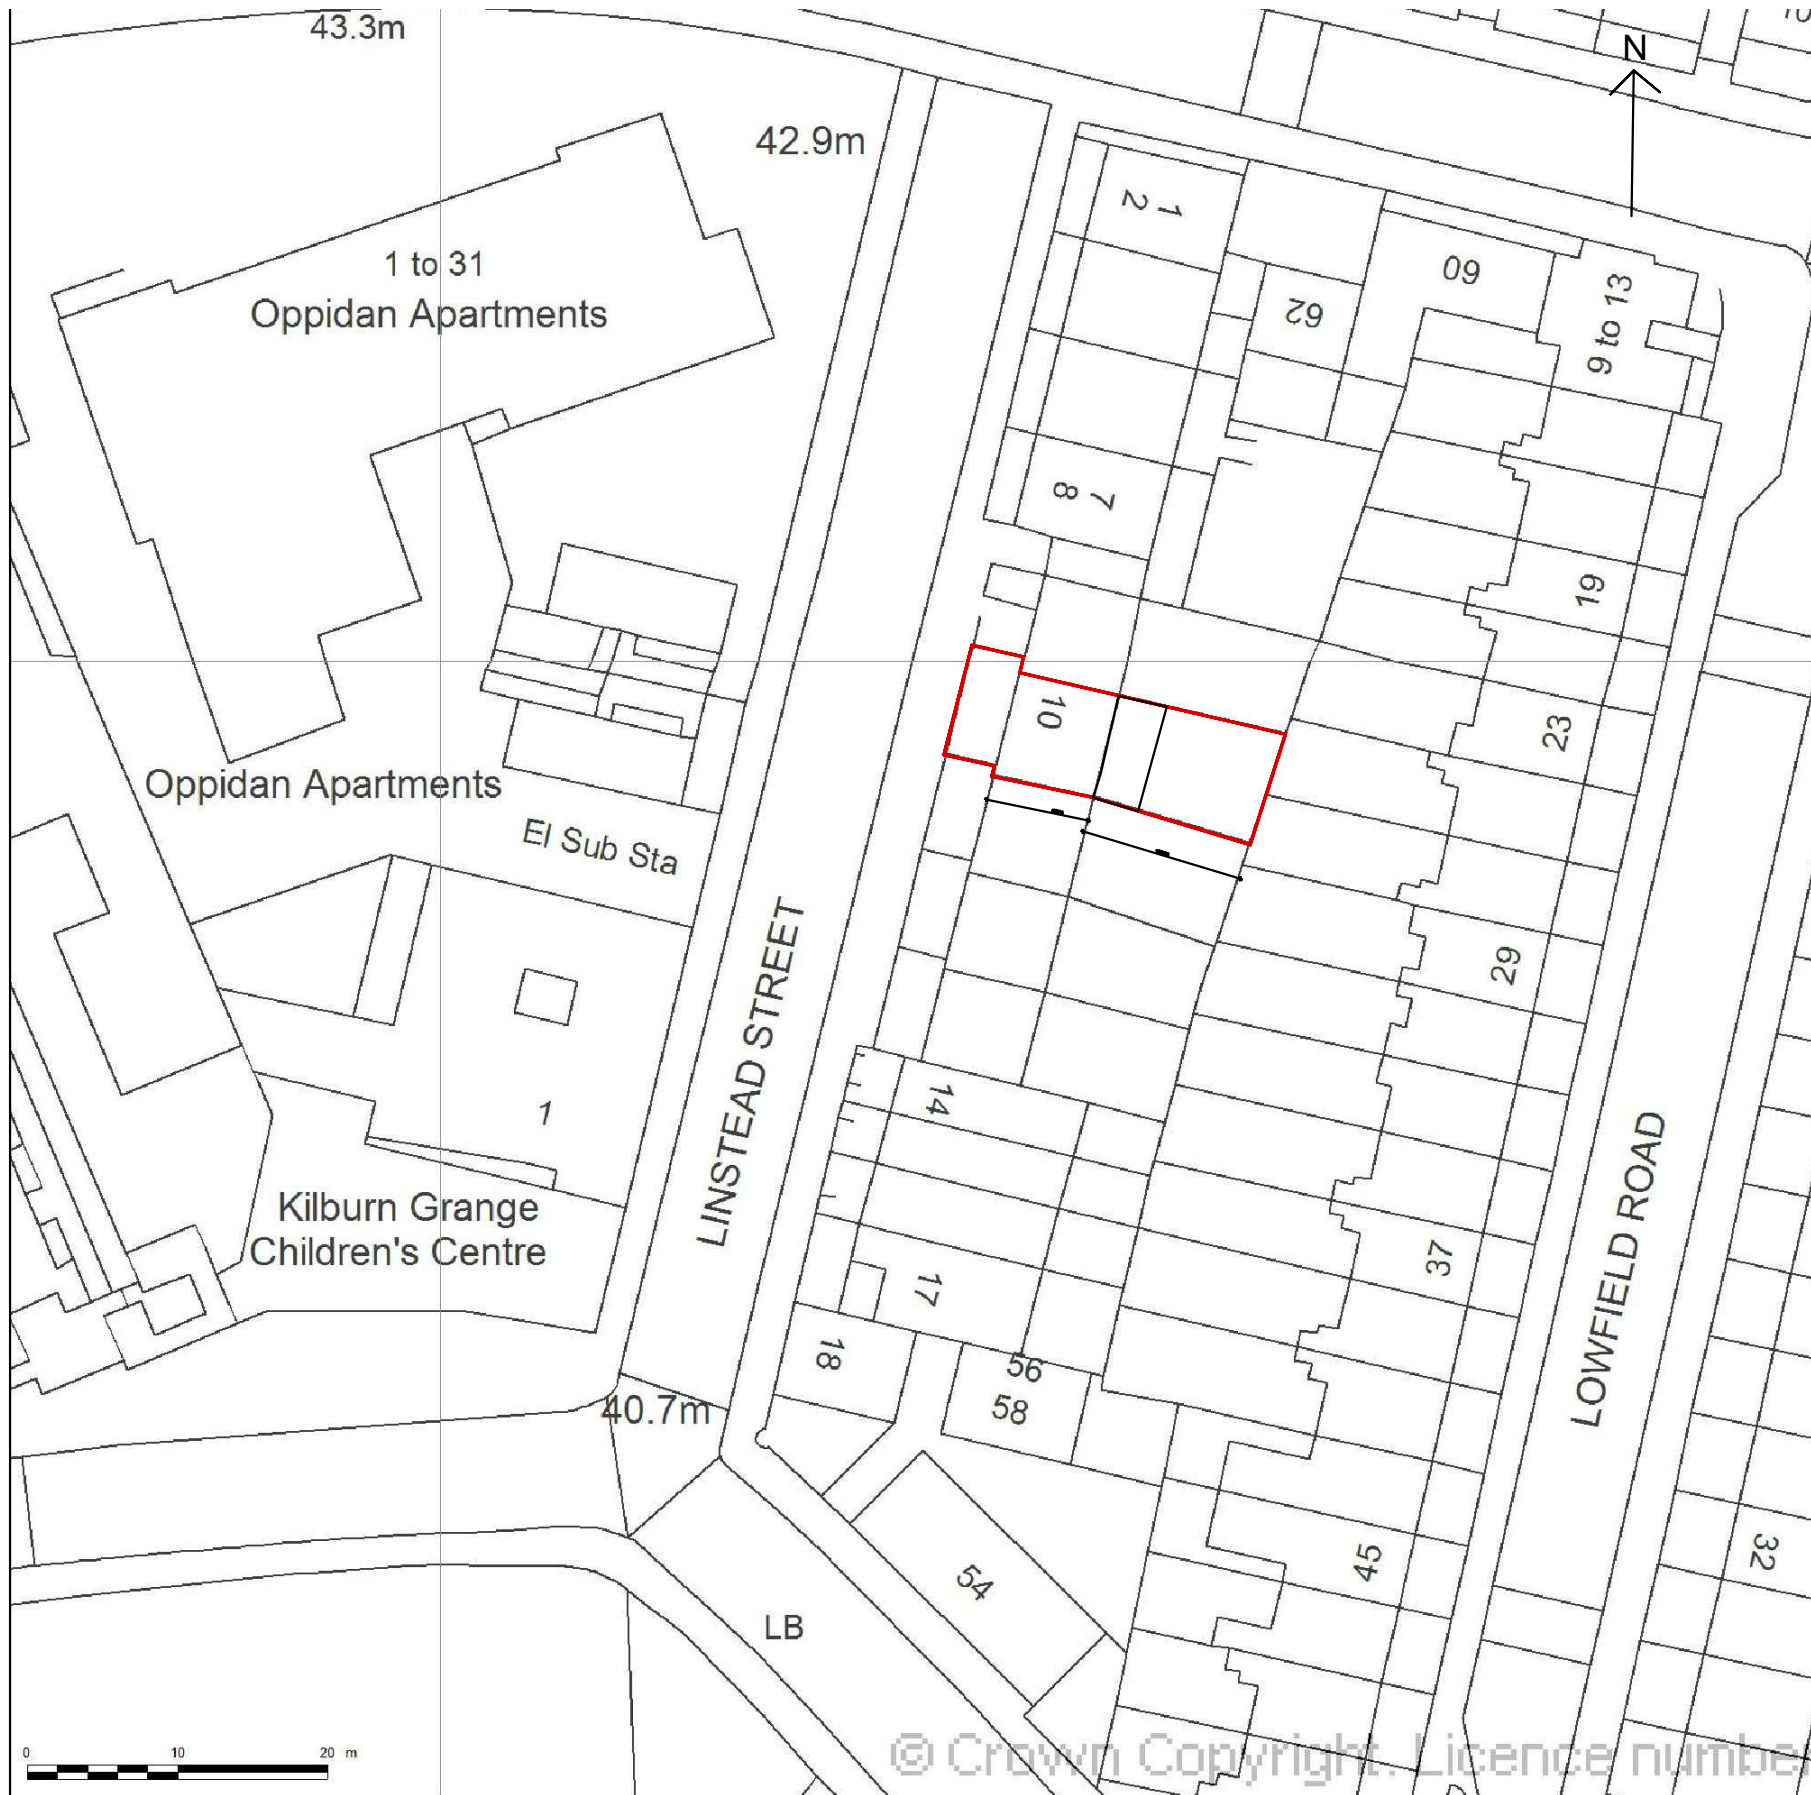 43.3m
N
42.9m
1
2
1 to 31
Oppidan Apartments
60
62
9 to 13
7
8
19
10
23
Oppidan Apartments
El Sub Sta
29
LINSTEAD STREET
14
1
Kilburn Grange
Children's Centre
LOWFIELD ROAD
37
17
18
56
58
40.7m
45
32
54
LB
0 10 20 m
© Crown Copyright. Licence number